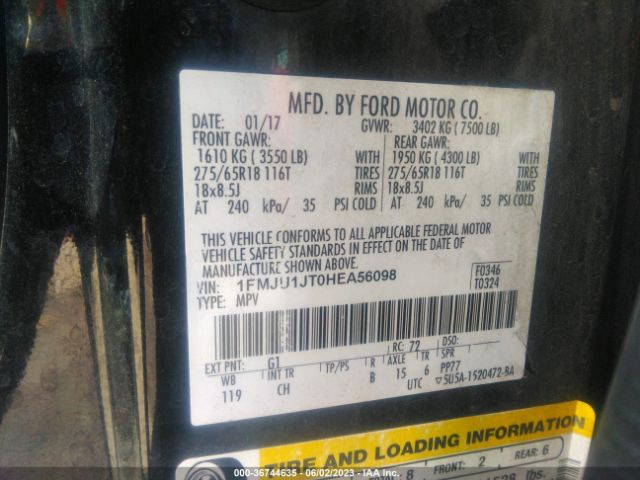 MFD. BY FORD MOTOR CO.
DATE: 01/17 GVWR: 3402 KG (7500 LB)
FRONT GAWR: REAR GAWR:
1610 KG (3550 LB) WITH 1950 KG (4300 LB) WITH
275/65R18 116T TIRES 275/65R18 116T TIRES
18x8.5J RIMS 18x8.5J RIMS
AT 240 kPa/ 35 PSI COLD AT 240 kPa/ 35 PSI COLD
THIS VEHICLE CONFORMS TO ALL APPLICABLE FEDERAL MOTOR
VEHICLE SAFETY STANDARDS IN EFFECT ON THE DATE OF
MANUFACTURE SHOWN ABOVE.
VIN: 1FMJU1JT0HEA56098 F0346
TYPE: MPV T0324
EXT PNT: G1 RC: 72 DSO:
WB INT TR TP/PS R AXLE TR SPR
119 CH B 15 6 PP77
UTC ▽5U5A-1520472-BA
TIRE AND LOADING INFORMATION
8 FRONT: 2 REAR: 6
lbs.
© IAA - 36744635 - 06/02/2023 - IAAI.com